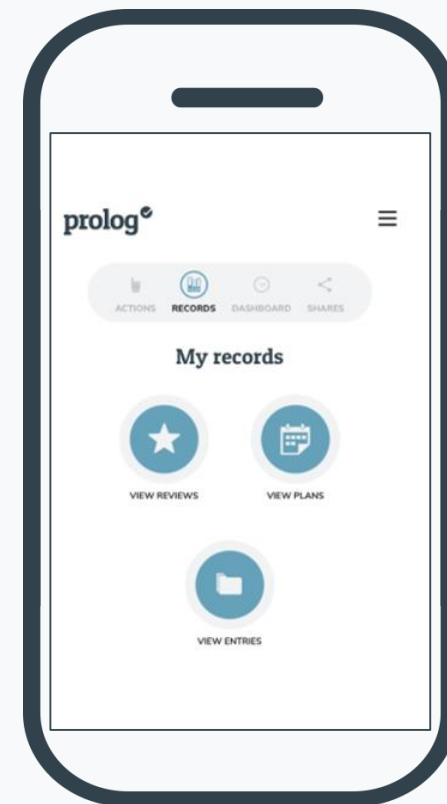 prolog
ACTIONS RECORDS DASHBOARD SHARES
My records
VIEW REVIEWS VIEW PLANS
VIEW ENTRIES